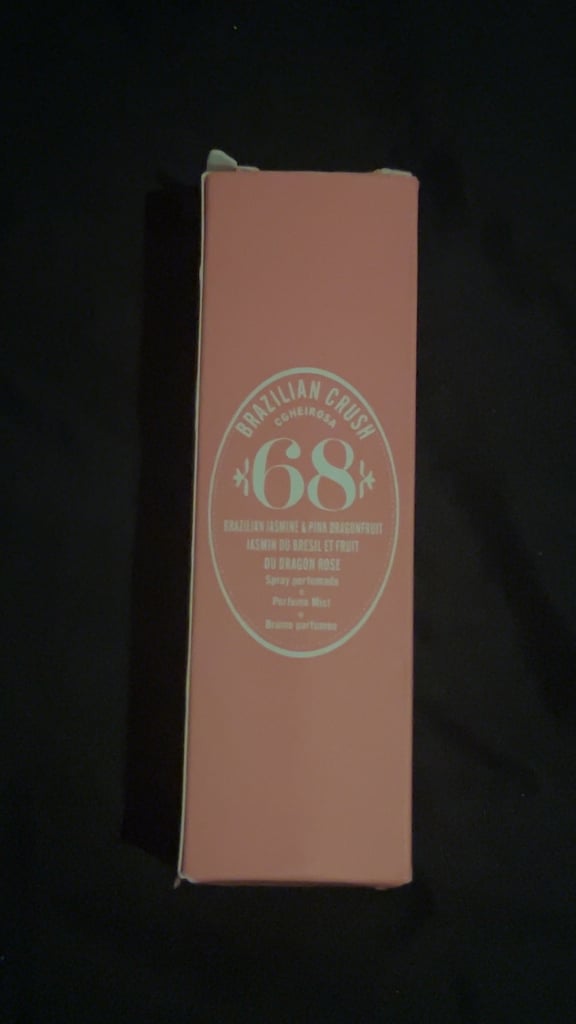 BRAZILIAN CRUSH
CGHEIROSA
68
BRAZILIAN JASMINE & PINK DRAGONFRUIT
JASMIN DU BRESIL ET FRUIT
DU DRAGON ROSE
Spray perfumado
Perfume Mist
Brume parfumee